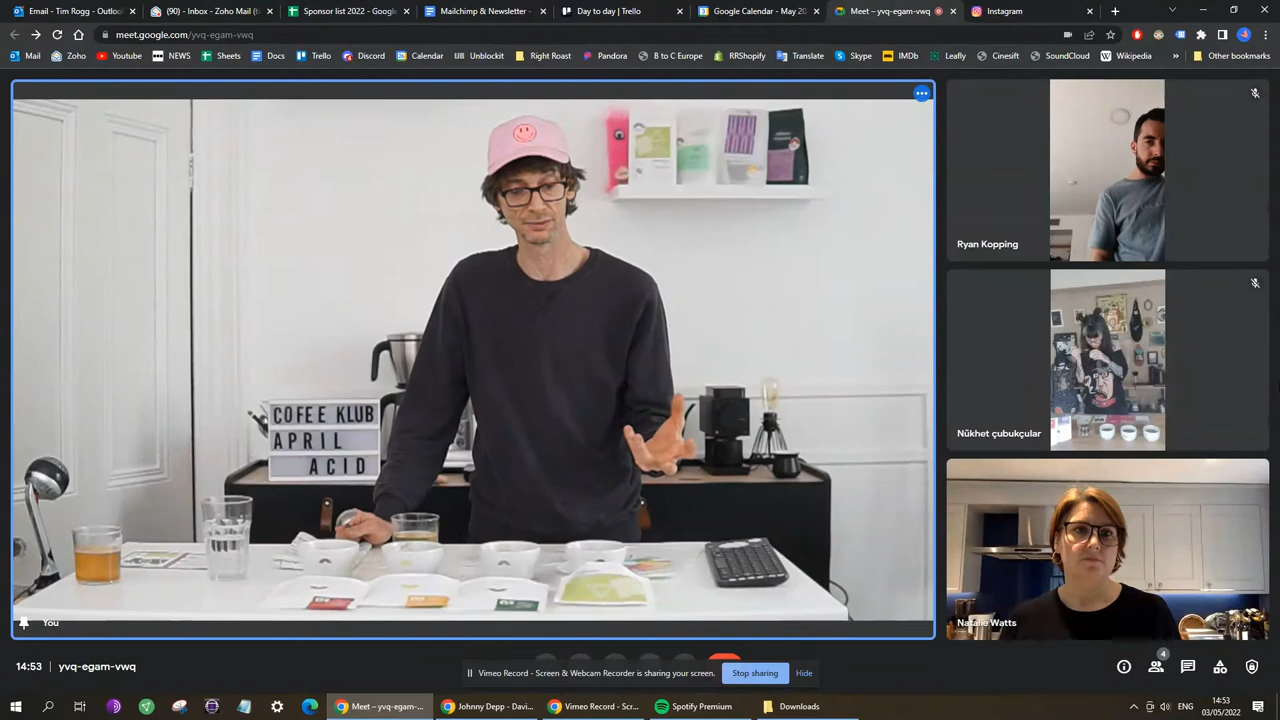 Email - Tim Rogg - Outloo
(90) - Inbox - Zoho Mail (t
Sponsor list 2022 - Google
Mailchimp & Newsletter -
Day to day | Trello
Google Calendar - May 20
Meet – yvq-egam-vwq
Instagram
meet.google.com/yvq-egam-vwq
Mail
Zoho
Youtube
NEWS
Sheets
Docs
Trello
Discord
Calendar
Unblockit
Right Roast
Pandora
B to C Europe
RRShopify
Translate
Skype
IMDb
Leafly
Cinesift
SoundCloud
Wikipedia
»
Other bookmarks
Ryan Kopping
COFEE KLUB
APRIL
ACID
Nükhet çubukçular
Natalie Watts
You
14:53
yvq-egam-vwq
4
Vimeo Record - Screen & Webcam Recorder is sharing your screen.
Stop sharing
Hide
Meet – yvq-egam-...
Johnny Depp - Davi...
Vimeo Record - Scr...
Spotify Premium
Downloads
14:53
03/05/2022